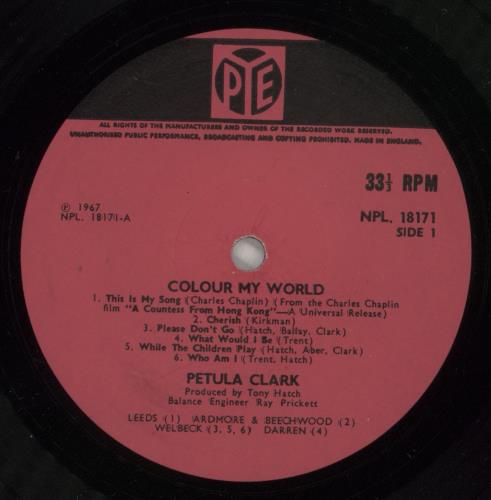 PYE
ALL RIGHTS OF THE MANUFACTURERS AND OWNER OF THE RECORDED WORK RESERVED.
UNAUTHORISED PUBLIC PERFORMANCE, BROADCASTING AND COPYING PROHIBITED. MADE IN ENGLAND.
33⅓ RPM
℗ 1967
NPL. 18171-A
NPL. 18171
SIDE 1
COLOUR MY WORLD
1. This Is My Song (Charles Chaplin) (From the Charles Chaplin
film "A Countess From Hong Kong"—A Universal Release)
2. Cherish (Kirkman)
3. Please Don't Go (Hatch, Ballay, Clark)
4. What Would I Be (Trent)
5. While The Children Play (Hatch, Aber, Clark)
6. Who Am I (Trent, Hatch)
PETULA CLARK
Produced by Tony Hatch
Balance Engineer Ray Prickett
LEEDS (1) ARDMORE & BEECHWOOD (2)
WELBECK (3, 5, 6) DARREN (4)